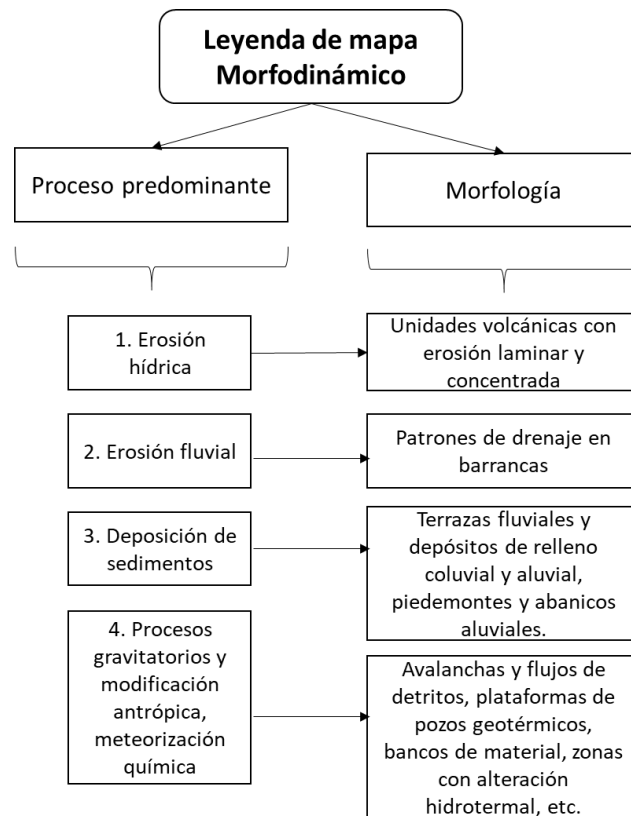 Leyenda de mapa
Morfodinámico
Proceso predominante
Morfología
1. Erosión
hídrica
Unidades volcánicas con
erosión laminar y
concentrada
2. Erosión fluvial
Patrones de drenaje en
barrancas
3. Deposición de
sedimentos
Terrazas fluviales y
depósitos de relleno
coluvial y aluvial,
piedemontes y abanicos
aluviales.
4. Procesos
gravitatorios y
modificación
antrópica,
meteorización
química
Avalanchas y flujos de
detritos, plataformas de
pozos geotérmicos,
bancos de material, zonas
con alteración
hidrotermal, etc.